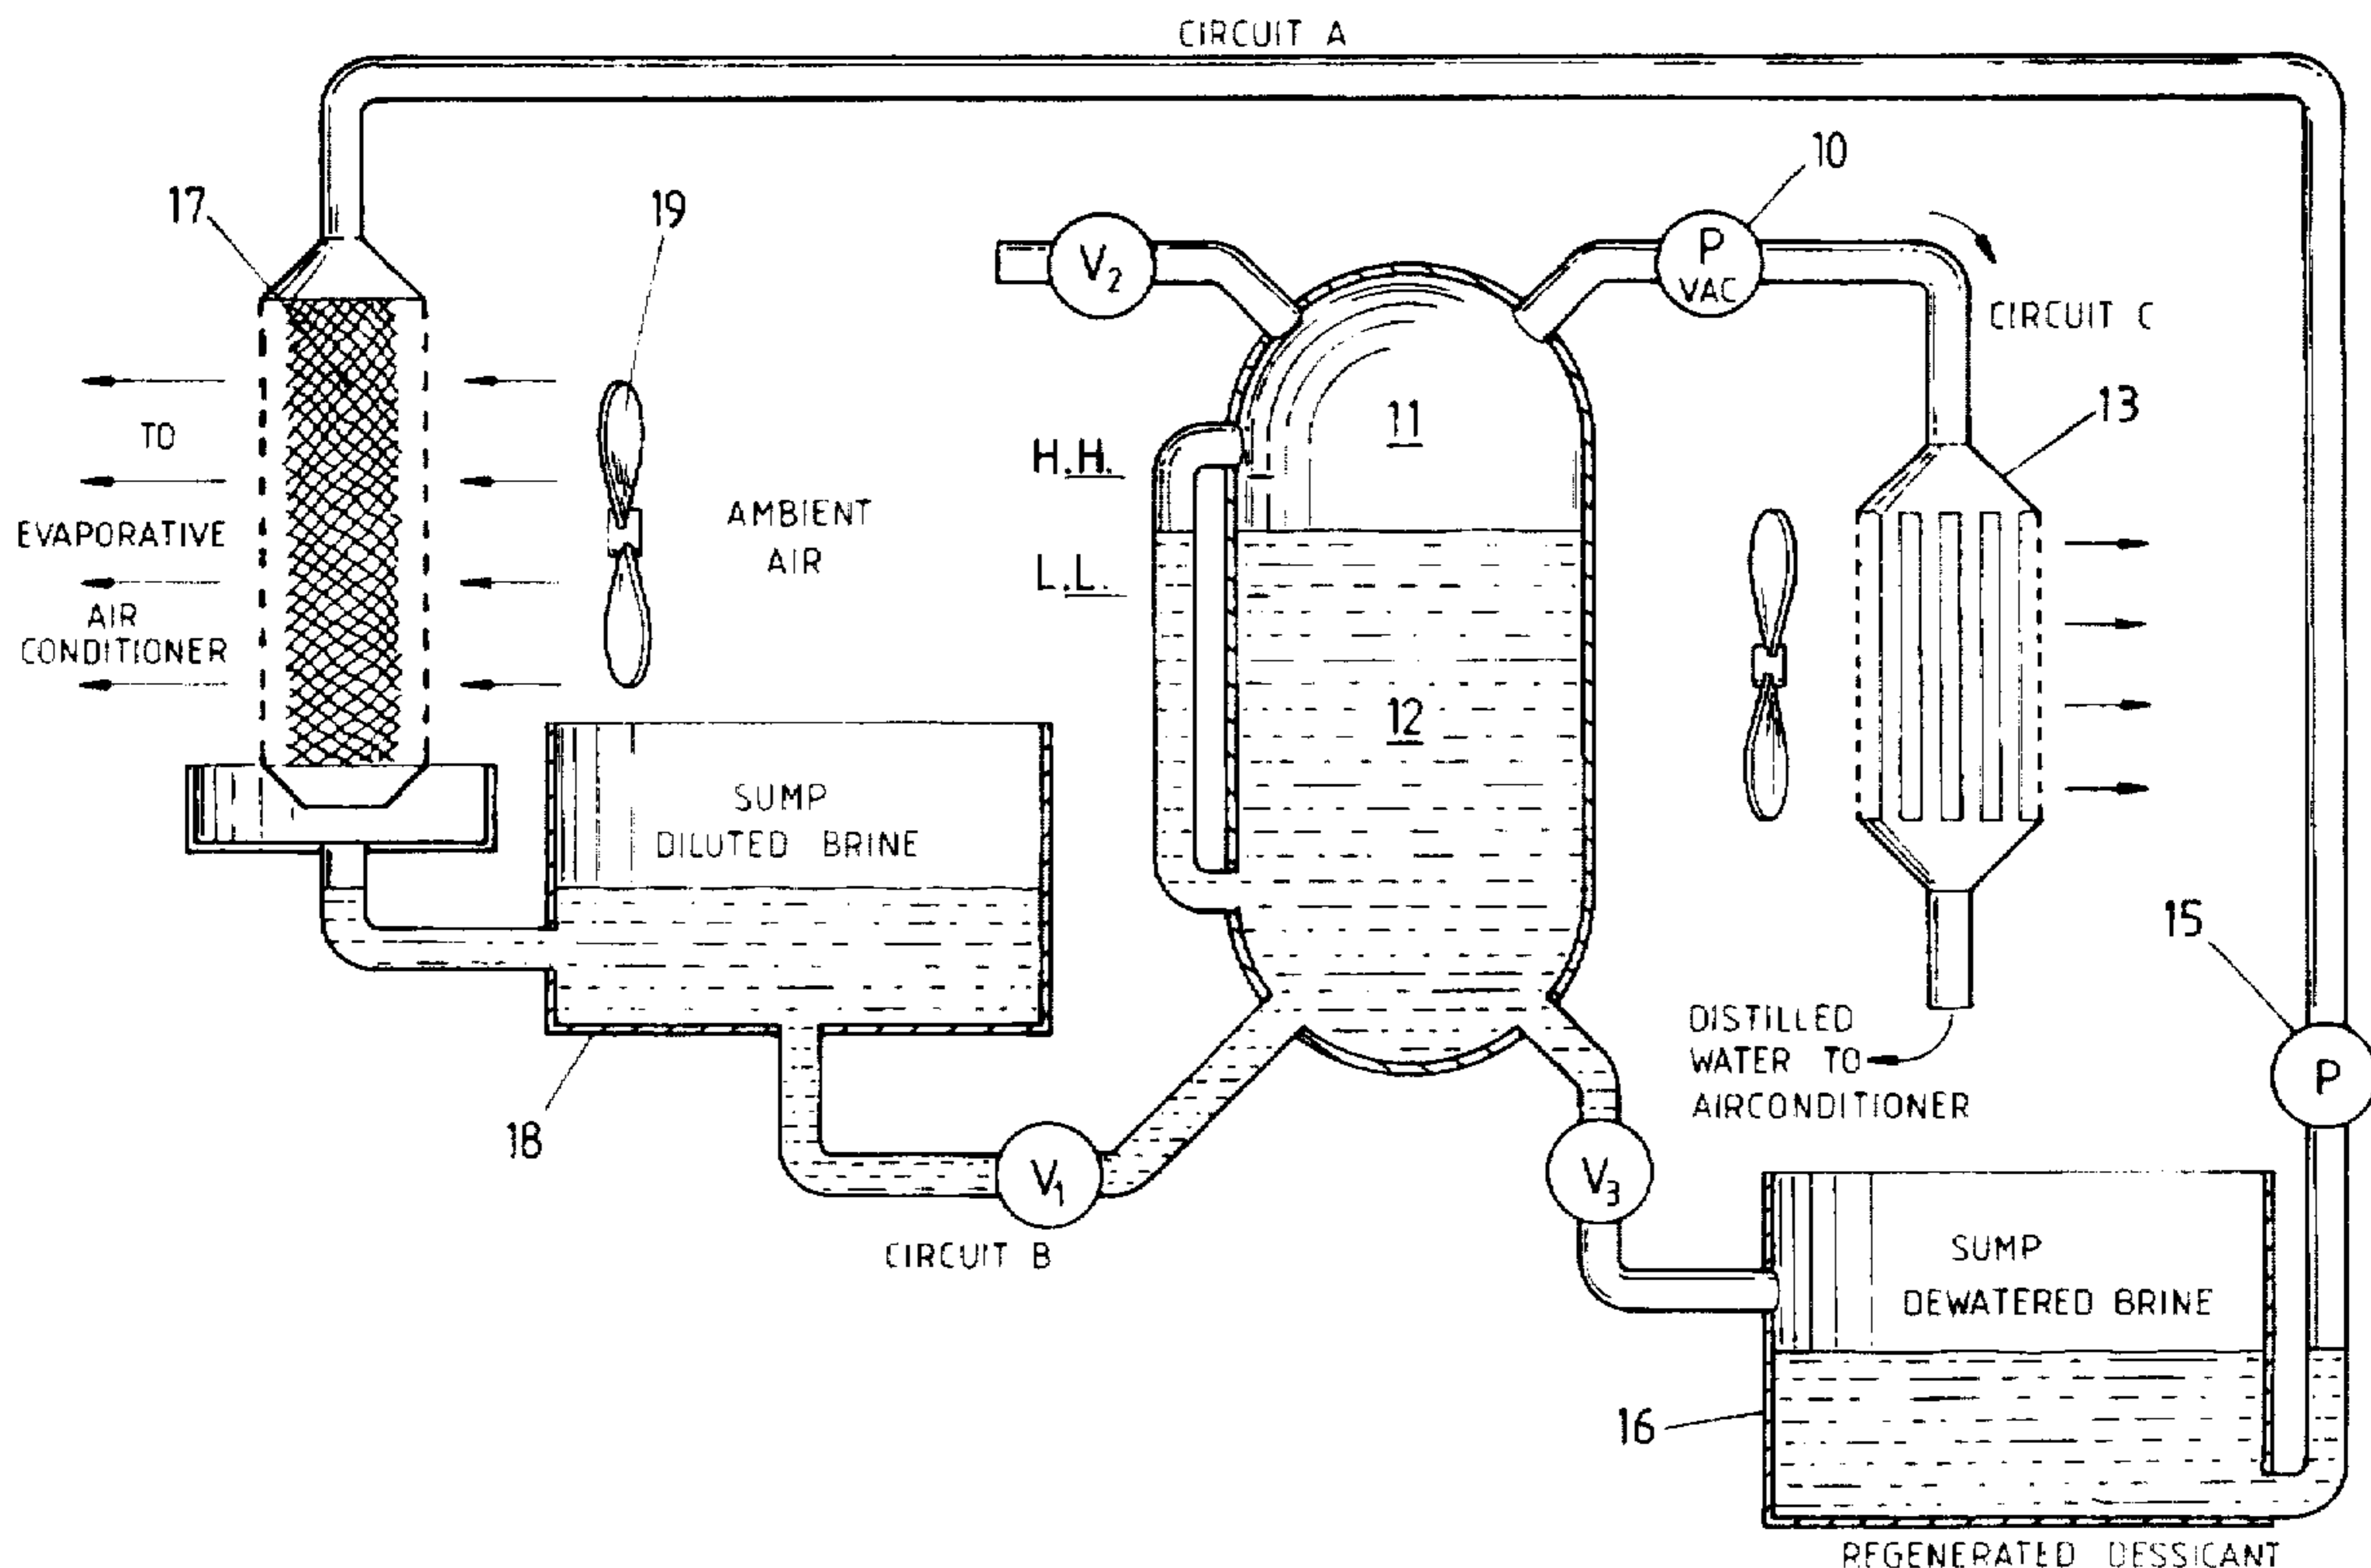 CIRCUIT A
10
17
19
V2
P
VAC
CIRCUIT C
11
13
H.H.
TO
EVAPORATIVE
AIR
CONDITIONER
AMBIENT
AIR
L.L.
12
SUMP
DILUTED BRINE
15
DISTILLED
WATER TO
AIRCONDITIONER
P
18
V1
V3
CIRCUIT B
SUMP
DEWATERED BRINE
16
REGENERATED DESSICANT